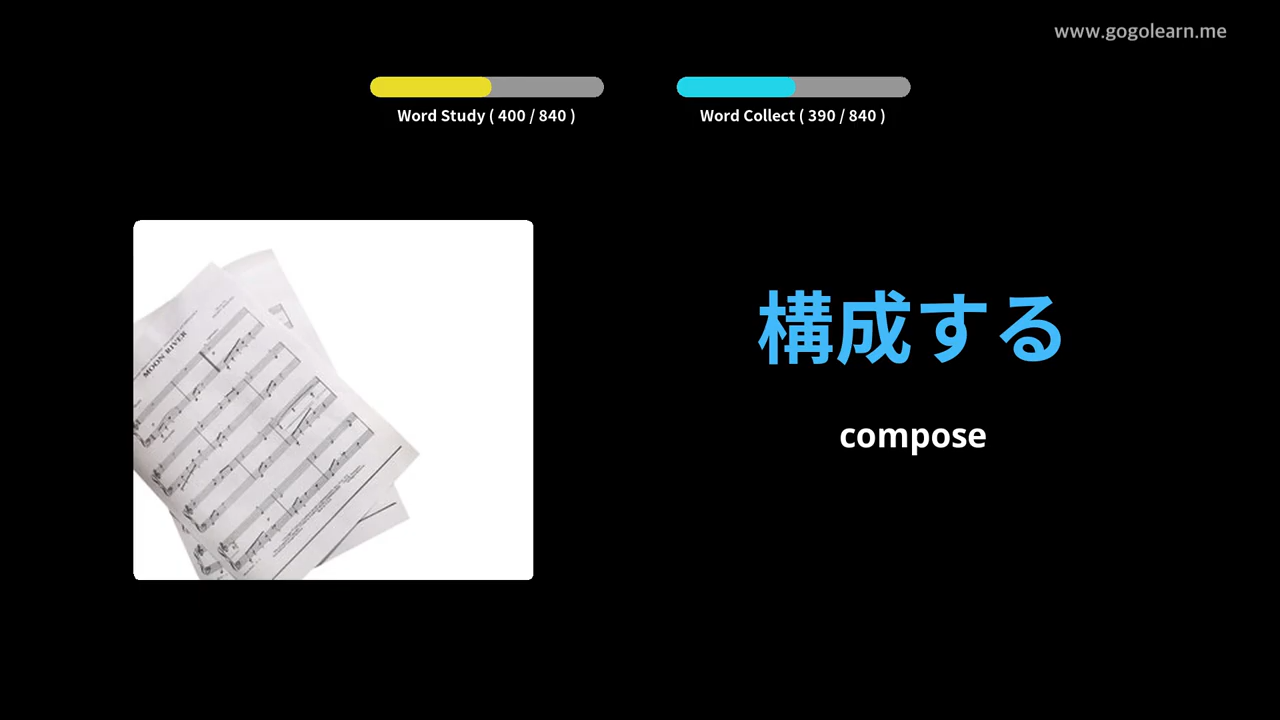 www.gogolearn.me
Word Study ( 400 / 840 )
Word Collect ( 390 / 840 )
MOON RIVER
構成する
compose